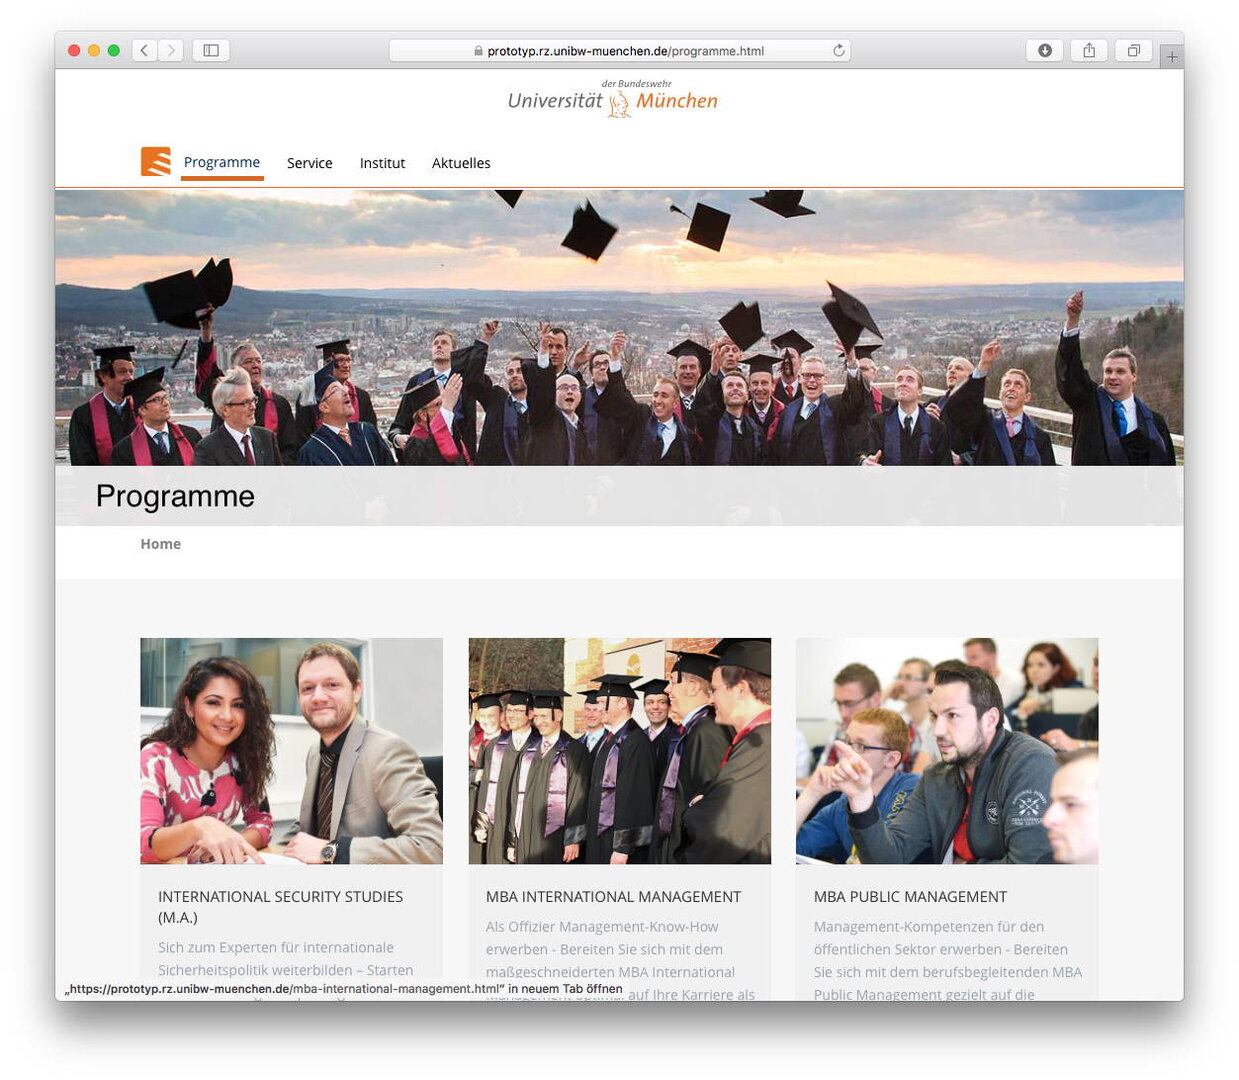 prototyp.rz.unibw-muenchen.de/programme.html
der Bundeswehr
Universität München
Programme Service Institut Aktuelles
Programme
Home
INTERNATIONAL SECURITY STUDIES
(M.A.)
Sich zum Experten für internationale
Sicherheitspolitik weiterbilden – Starten
MBA INTERNATIONAL MANAGEMENT
Als Offizier Management-Know-How
erwerben - Bereiten Sie sich mit dem
maßgeschneiderten MBA International
auf Ihre Karriere als
MBA PUBLIC MANAGEMENT
Management-Kompetenzen für den
öffentlichen Sektor erwerben - Bereiten
Sie sich mit dem berufsbegleitenden MBA
Public Management gezielt auf die
„https://prototyp.rz.unibw-muenchen.de/mba-international-management.html“ in neuem Tab öffnen